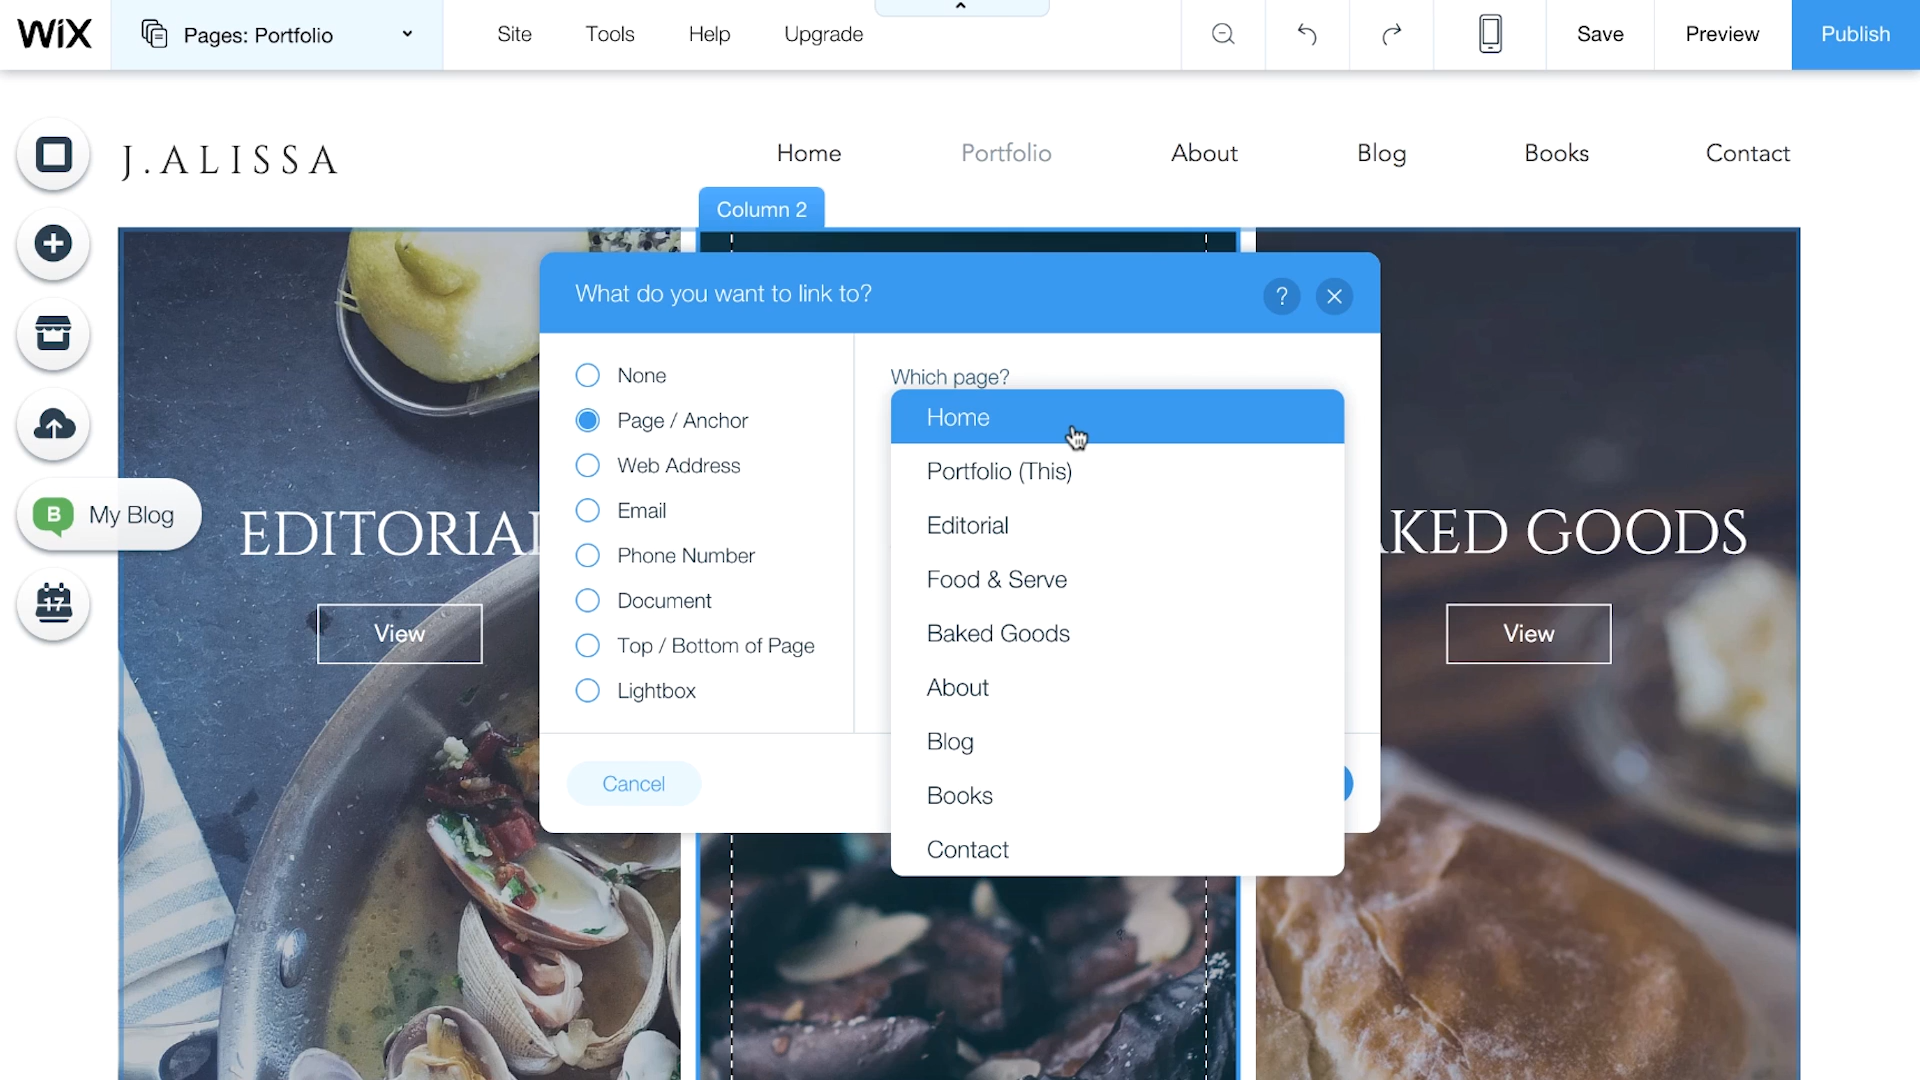 WiX
Pages: Portfolio
Site
Tools
Help
Upgrade
Save
Preview
Publish
J.ALISSA
Home
Portfolio
About
Blog
Books
Contact
Column 2
What do you want to link to?
?
None
Page / Anchor
Web Address
Email
Phone Number
Document
Top / Bottom of Page
Lightbox
Cancel
Which page?
Home
Portfolio (This)
Editorial
Food & Serve
Baked Goods
About
Blog
Books
Contact
B
My Blog
17
EDITORIAL
View
AKED GOODS
View